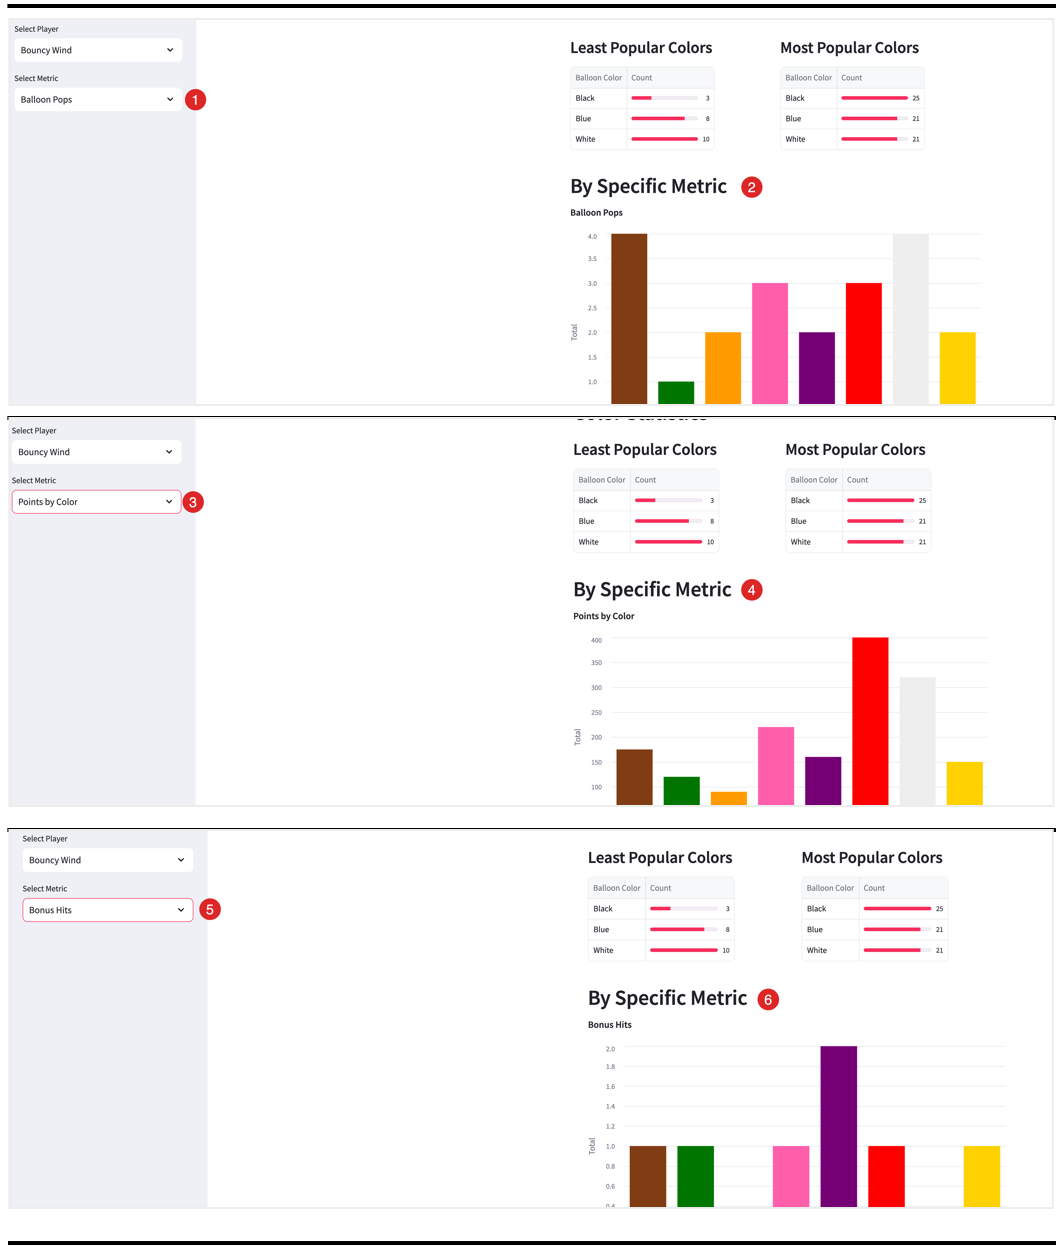 Select Player
Bouncy Wind
Select Metric
Balloon Pops
1
Least Popular Colors
Balloon Color Count
Black 3
Blue 8
White 10
Most Popular Colors
Balloon Color Count
Black 25
Blue 21
White 21
By Specific Metric 2
Balloon Pops
4.0
3.5
3.0
2.5
2.0
1.5
1.0
Total
Select Player
Bouncy Wind
Select Metric
Points by Color
3
Color Statistics
Least Popular Colors
Balloon Color Count
Black 3
Blue 8
White 10
Most Popular Colors
Balloon Color Count
Black 25
Blue 21
White 21
By Specific Metric 4
Points by Color
400
350
300
250
200
150
100
Total
Select Player
Bouncy Wind
Select Metric
Bonus Hits
5
Least Popular Colors
Balloon Color Count
Black 3
Blue 8
White 10
Most Popular Colors
Balloon Color Count
Black 25
Blue 21
White 21
By Specific Metric 6
Bonus Hits
2.0
1.8
1.6
1.4
1.2
1.0
0.8
0.6
0.4
Total